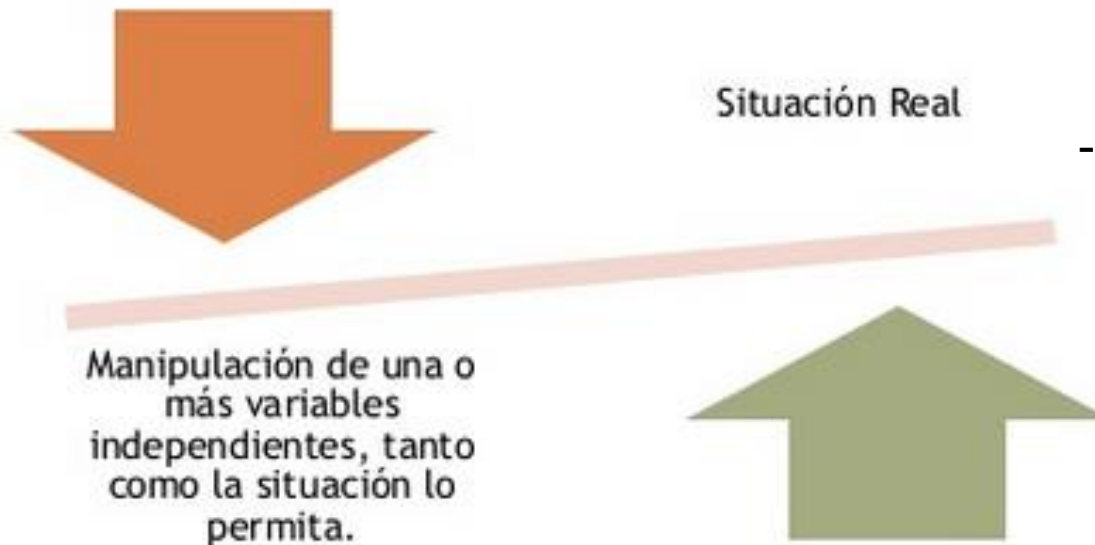 Situación Real
-
Manipulación de una o
más variables
independientes, tanto
como la situación lo
permita.